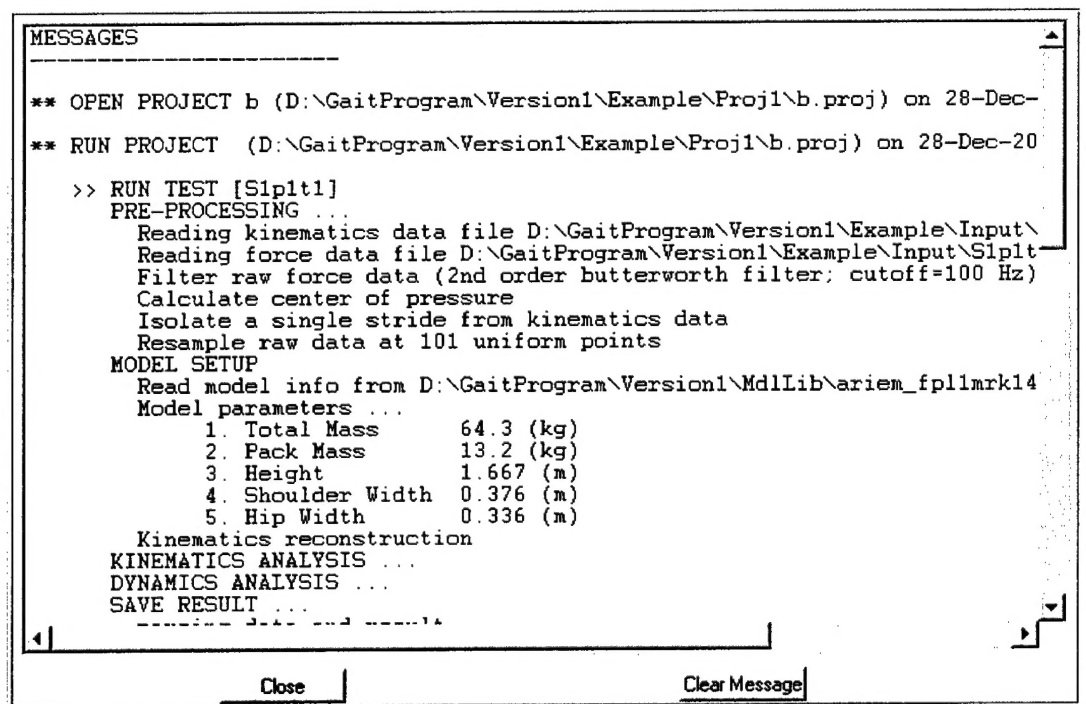 MESSAGES
-----------------------
** OPEN PROJECT b (D:\GaitProgram\Version1\Example\Proj1\b.proj) on 28-Dec-
** RUN PROJECT (D:\GaitProgram\Version1\Example\Proj1\b.proj) on 28-Dec-20
>> RUN TEST [S1p1t1]
PRE-PROCESSING ...
Reading kinematics data file D:\GaitProgram\Version1\Example\Input\
Reading force data file D:\GaitProgram\Version1\Example\Input\S1p1t
Filter raw force data (2nd order butterworth filter; cutoff=100 Hz)
Calculate center of pressure
Isolate a single stride from kinematics data
Resample raw data at 101 uniform points
MODEL SETUP
Read model info from D:\GaitProgram\Version1\MdlLib\ariem_fpl1mrk14
Model parameters ...
1. Total Mass 64.3 (kg)
2. Pack Mass 13.2 (kg)
3. Height 1.667 (m)
4. Shoulder Width 0.376 (m)
5. Hip Width 0.336 (m)
Kinematics reconstruction
KINEMATICS ANALYSIS ...
DYNAMICS ANALYSIS ...
SAVE RESULT ...
data and result
Close
Clear Message